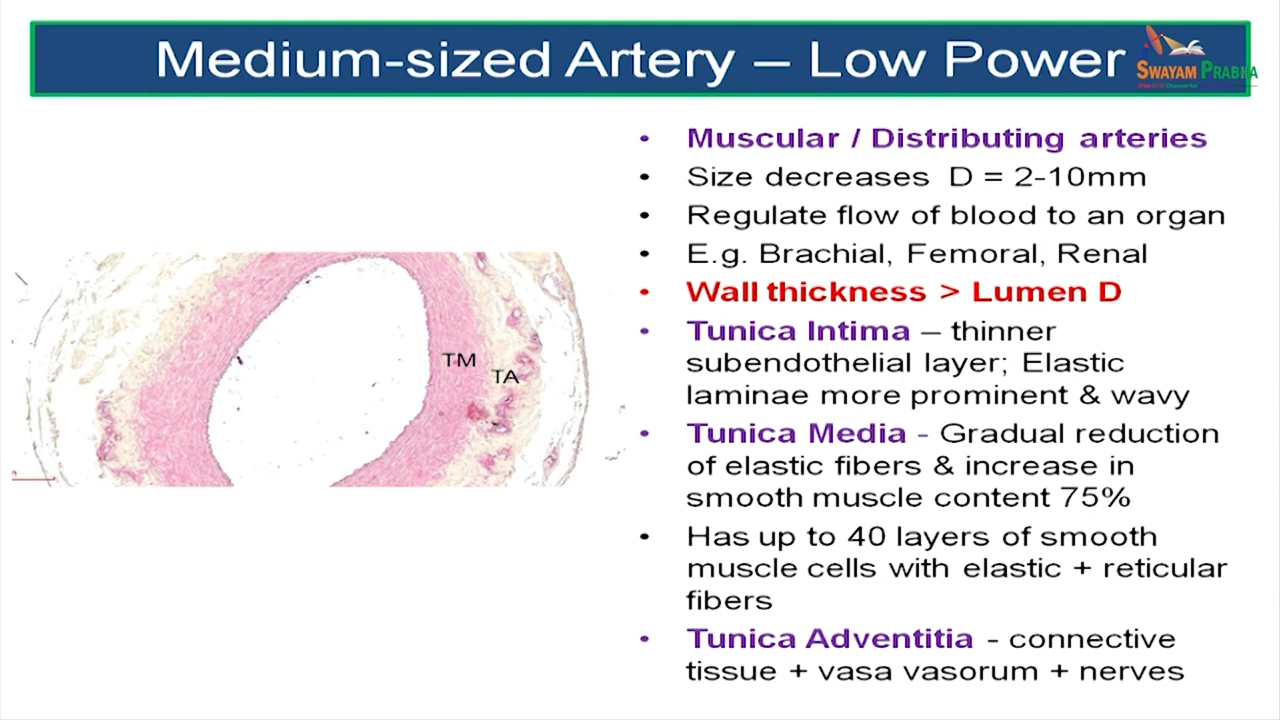 Medium-sized Artery – Low Power
SWAYAM PRABHA
• Muscular / Distributing arteries
• Size decreases D = 2-10mm
• Regulate flow of blood to an organ
• E.g. Brachial, Femoral, Renal
• Wall thickness > Lumen D
• Tunica Intima – thinner
subendothelial layer; Elastic
laminae more prominent & wavy
• Tunica Media - Gradual reduction
of elastic fibers & increase in
smooth muscle content 75%
• Has up to 40 layers of smooth
muscle cells with elastic + reticular
fibers
• Tunica Adventitia - connective
tissue + vasa vasorum + nerves
TM
TA